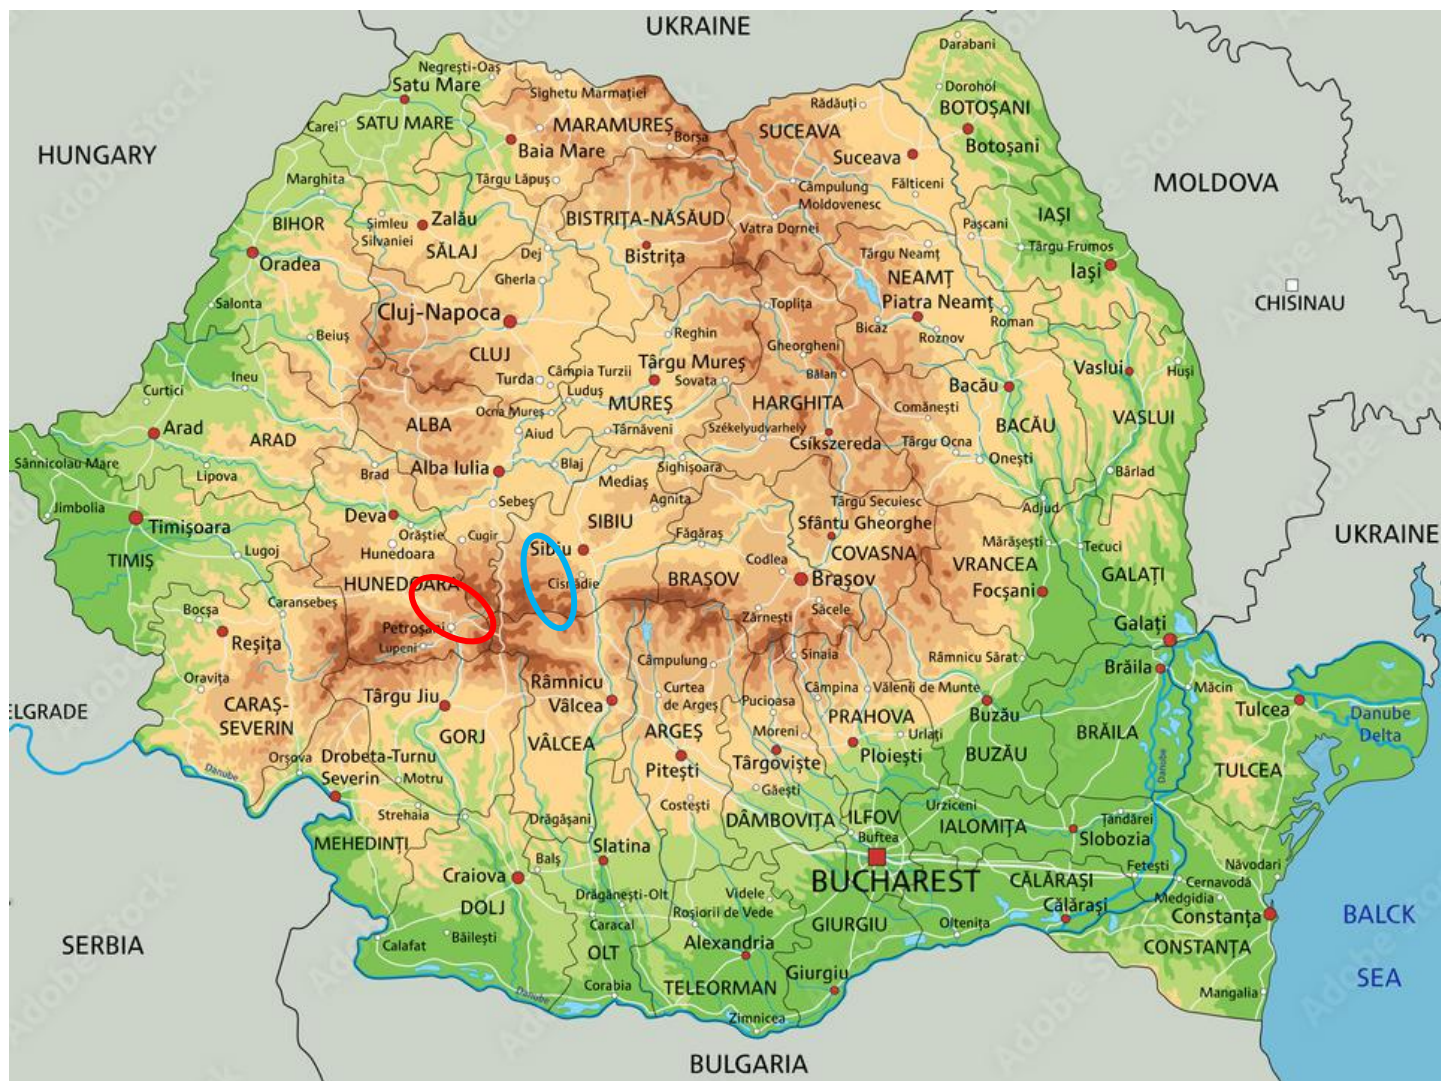 UKRAINE
Darabani
Negrești-Oaș
Satu Mare
Sighetu Marmației
Dorohoi
Rădăuți
BOTOȘANI
Carei
SATU MARE
MARAMUREȘ
Borșa
SUCEAVA
Botoșani
HUNGARY
Baia Mare
Suceava
MOLDOVA
Marghita
Târgu Lăpuș
Câmpulung
Moldovenesc
Fălticeni
BIHOR
Șimleu
Silvaniei
Zalău
BISTRIȚA-NĂSĂUD
Vatra Dornei
Pașcani
IAȘI
Târgu Frumos
SĂLAJ
Dej
Bistrița
Târgu Neamț
Oradea
Iași
Gherla
NEAMȚ
Salonta
Cluj-Napoca
Toplița
Piatra Neamț
CHISINAU
Beiuș
Reghin
Bicaz
Roman
Roznov
CLUJ
Gheorgheni
Târgu Mureș
Vaslui
Huși
Curtici
Ineu
Turda
Câmpia Turzii
Sovata
Bălan
Bacău
Luduș
Ocna Mureș
MUREȘ
HARGHITA
Comănești
VASLUI
Arad
ARAD
ALBA
Aiud
Târnăveni
Székelyudvarhely
Csíkszereda
Târgu Ocna
BACĂU
Sânnicolau Mare
Lipova
Brad
Alba Iulia
Blaj
Sighișoara
Onești
Bârlad
Mediaș
Jimbolia
Timișoara
Deva
Sebeș
Agnita
Târgu Secuiesc
Adjud
Orăștie
SIBIU
Sfântu Gheorghe
UKRAINE
Lugoj
Hunedoara
Cugir
Sibiu
Făgăraș
COVASNA
Mărășești
Tecuci
TIMIȘ
HUNEDOARA
Cisnădie
BRAȘOV
Codlea
Brașov
VRANCEA
GALAȚI
Bocșa
Caransebeș
Focșani
Petroșani
Zărnești
Săcele
Reșița
Lupeni
Galați
Câmpulung
Sinaia
Râmnicu Sărat
Brăila
Oravița
Râmnicu
Vâlcea
Curtea
de Argeș
Câmpina
Vălenii de Munte
Măcin
Târgu Jiu
Pucioasa
Buzău
Tulcea
Danube
Delta
ELGRADE
CARAȘ-
SEVERIN
GORJ
VÂLCEA
ARGEȘ
Moreni
PRAHOVA
Urlați
BRĂILA
Orșova
Drobeta-Turnu
Severin
Motru
Pitești
Târgoviște
Ploiești
BUZĂU
Danube
TULCEA
Danube
Găești
Strehaia
Costești
Urziceni
Țăndărei
Drăgășani
DÂMBOVIȚA
ILFOV
IALOMIȚA
Slobozia
MEHEDINȚI
Slatina
Buftea
Balș
Fetești
Năvodari
Craiova
BUCHAREST
CĂLĂRAȘI
Cernavodă
DOLJ
Drăgănești-Olt
Videle
Medgidia
Caracal
Roșiorii de Vede
GIURGIU
Oltenița
Călărași
Constanța
BALCK
SEA
SERBIA
Calafat
Băilești
OLT
Alexandria
CONSTANȚA
Giurgiu
Danube
Corabia
TELEORMAN
Mangalia
Zimnicea
BULGARIA
Adobe Stock